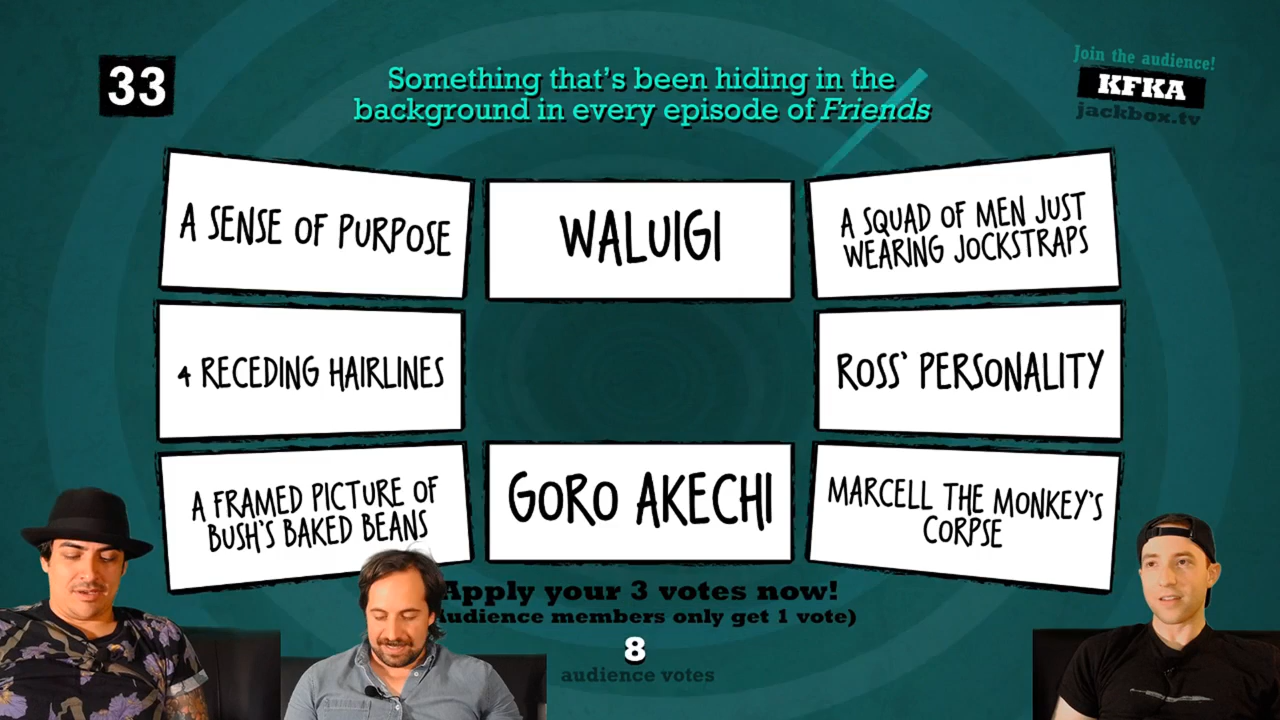 33
Something that's been hiding in the
background in every episode of Friends
Join the audience!
KFKA
jackbox.tv
A SENSE OF PURPOSE
WALUIGI
A SQUAD OF MEN JUST
WEARING JOCKSTRAPS
4 RECEDING HAIRLINES
ROSS' PERSONALITY
A FRAMED PICTURE OF
BUSH'S BAKED BEANS
GORO AKECHI
MARCELL THE MONKEY'S
CORPSE
Apply your 3 votes now!
audience members only get 1 vote)
8
audience votes